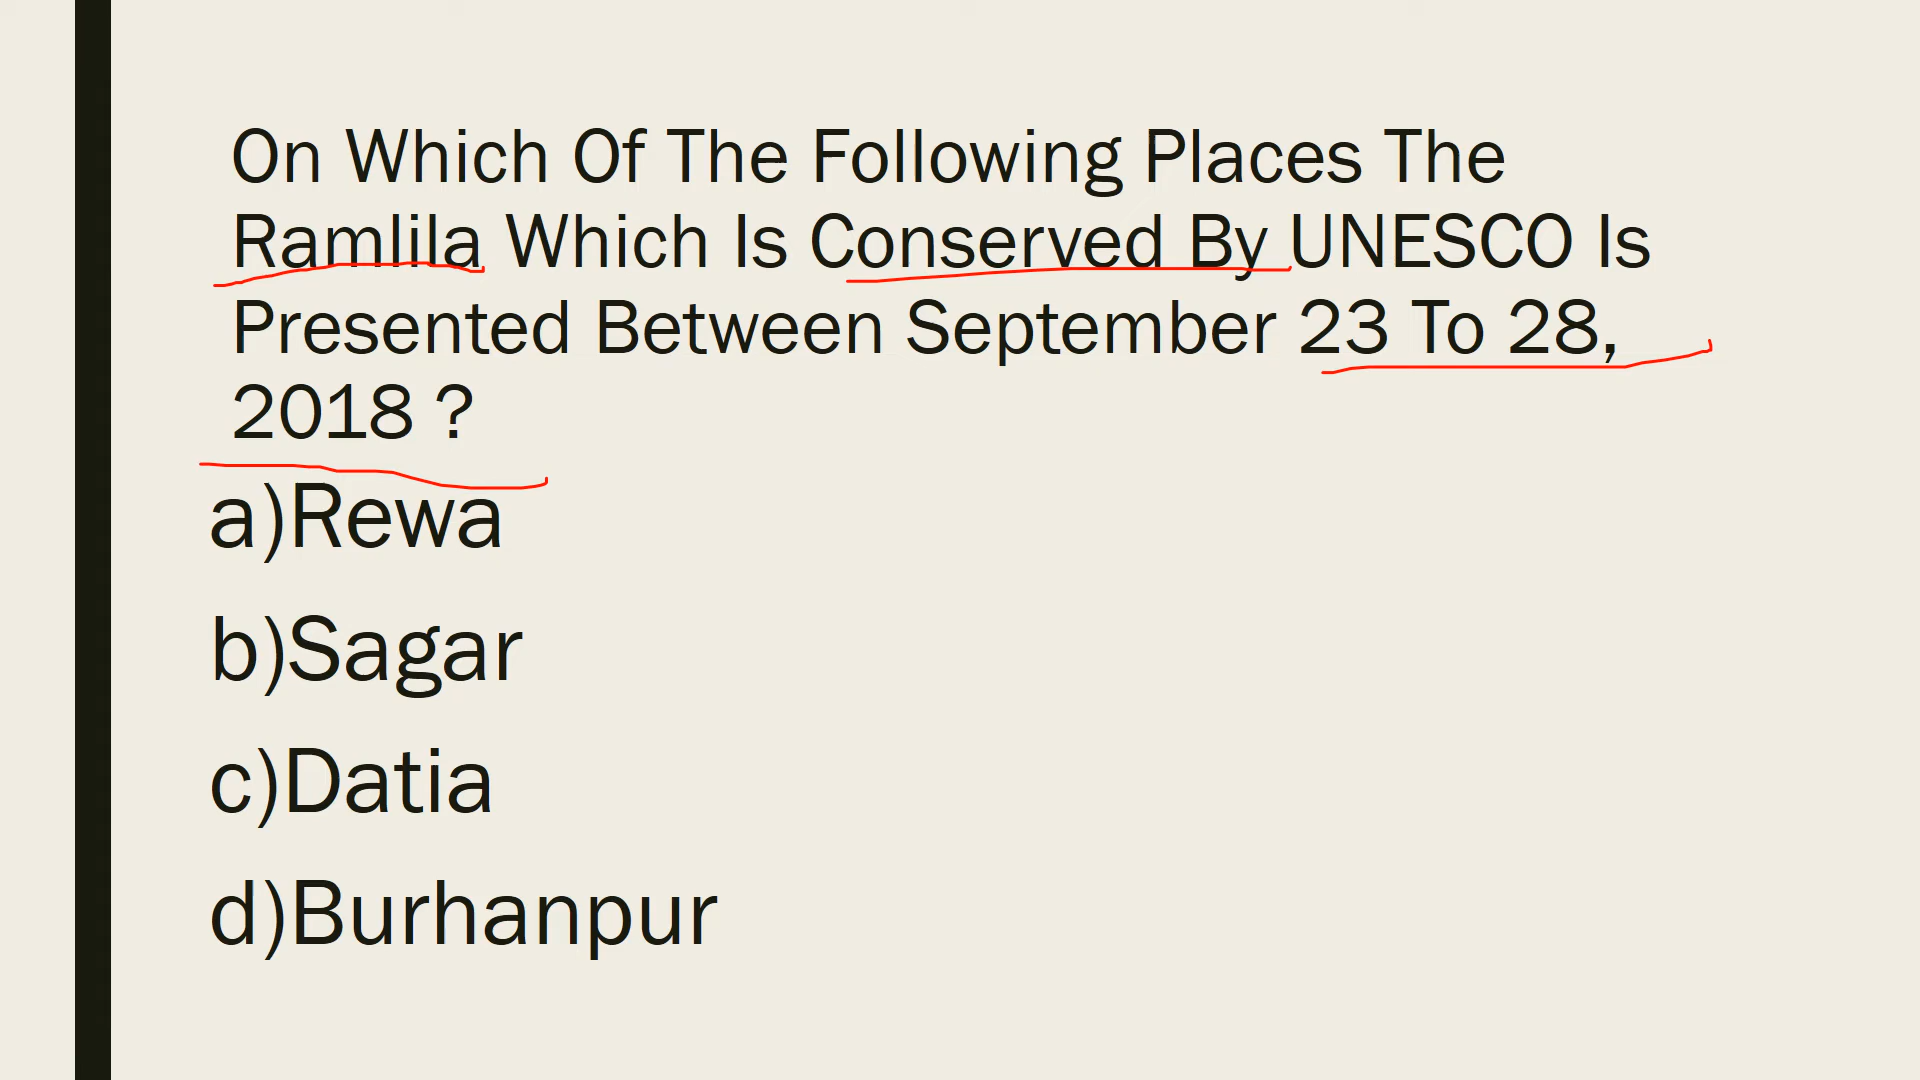 On Which Of The Following Places The
Ramlila Which Is Conserved By UNESCO Is
Presented Between September 23 To 28,
2018 ?
a)Rewa
b)Sagar
c)Datia
d)Burhanpur